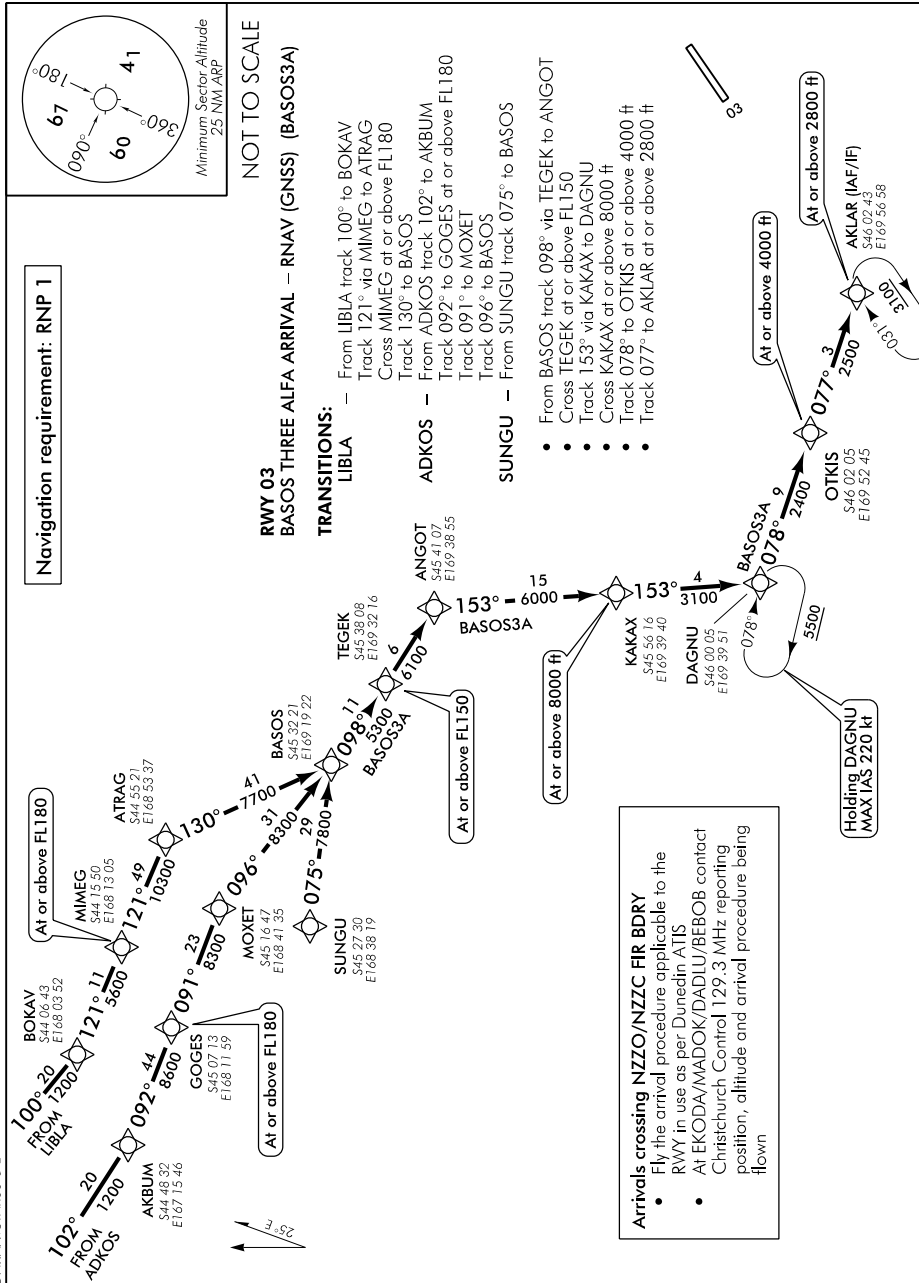 Navigation requirement: RNP 1
180°
090°
360°
67
41
60
Minimum Sector Altitude
25 NM ARP
NOT TO SCALE
RWY 03
BASOS THREE ALFA ARRIVAL – RNAV (GNSS) (BASOS3A)
TRANSITIONS:
LIBLA – From LIBLA track 100° to BOKAV
Track 121° via MIMEG to ATRAG
Cross MIMEG at or above FL180
Track 130° to BASOS
ADKOS – From ADKOS track 102° to AKBUM
Track 092° to GOGES at or above FL180
Track 091° to MOXET
Track 096° to BASOS
SUNGU – From SUNGU track 075° to BASOS
• From BASOS track 098° via TEGEK to ANGOT
• Cross TEGEK at or above FL150
• Track 153° via KAKAX to DAGNU
• Cross KAKAX at or above 8000 ft
• Track 078° to OTKIS at or above 4000 ft
• Track 077° to AKLAR at or above 2800 ft
100°
20
1200
FROM
LIBLA
BOKAV
S44 06 43
E168 03 52
121°
11
5600
MIMEG
S44 15 50
E168 13 05
At or above FL180
121°
49
10300
ATRAG
S44 55 21
E168 53 37
130°
41
7700
102°
20
1200
FROM
ADKOS
AKBUM
S44 48 32
E167 15 46
092°
44
8600
GOGES
S45 07 13
E168 11 59
At or above FL180
091°
23
8300
MOXET
S45 16 47
E168 41 35
096°
31
8300
SUNGU
S45 27 30
E168 38 19
075°
29
7800
BASOS
S45 32 21
E169 19 22
098°
11
5300
BASOS3A
TEGEK
S45 38 08
E169 32 16
At or above FL150
6
6100
ANGOT
S45 41 07
E169 38 55
153°
15
6000
BASOS3A
At or above 8000 ft
KAKAX
S45 56 16
E169 39 40
153°
4
3100
DAGNU
S46 00 05
E169 39 51
078°
5500
Holding DAGNU
MAX IAS 220 kt
BASOS3A
078°
9
2400
OTKIS
S46 02 05
E169 52 45
At or above 4000 ft
077°
3
2500
At or above 2800 ft
AKLAR (IAF/IF)
S46 02 43
E169 56 58
031°
3100
03
25°E
Arrivals crossing NZZO/NZZC FIR BDRY
• Fly the arrival procedure applicable to the
RWY in use as per Dunedin ATIS
• At EKODA/MADOK/DADLU/BEBOB contact
Christchurch Control 129.3 MHz reporting
position, altitude and arrival procedure being
flown